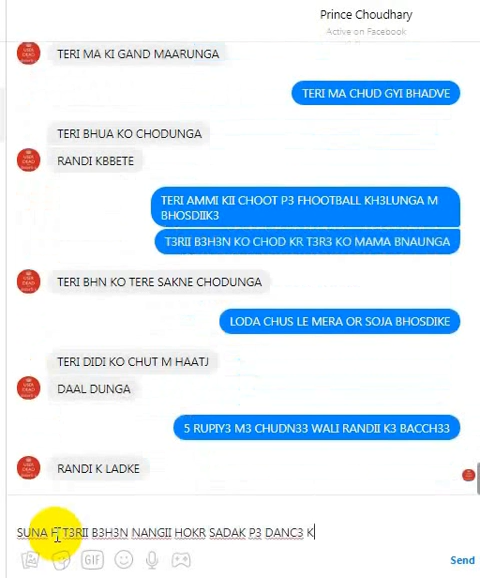 Prince Choudhary
Active on Facebook
TERI MA KI GAND MAARUNGA
TERI MA CHUD GYI BHADVE
TERI BHUA KO CHODUNGA
RANDI KBBETE
TERI AMMI KII CHOOT P3 FHOOTBALL KH3LUNGA M
BHOSDIIK3
T3RII B3H3N KO CHOD KR T3R3 KO MAMA BNAUNGA
TERI BHN KO TERE SAKNE CHODUNGA
LODA CHUS LE MERA OR SOJA BHOSDIKE
TERI DIDI KO CHUT M HAATJ
DAAL DUNGA
5 RUPIY3 M3 CHUDN33 WALI RANDII K3 BACCH33
RANDI K LADKE
SUNA H T3RII B3H3N NANGII HOKR SADAK P3 DANC3 K
GIF
Send